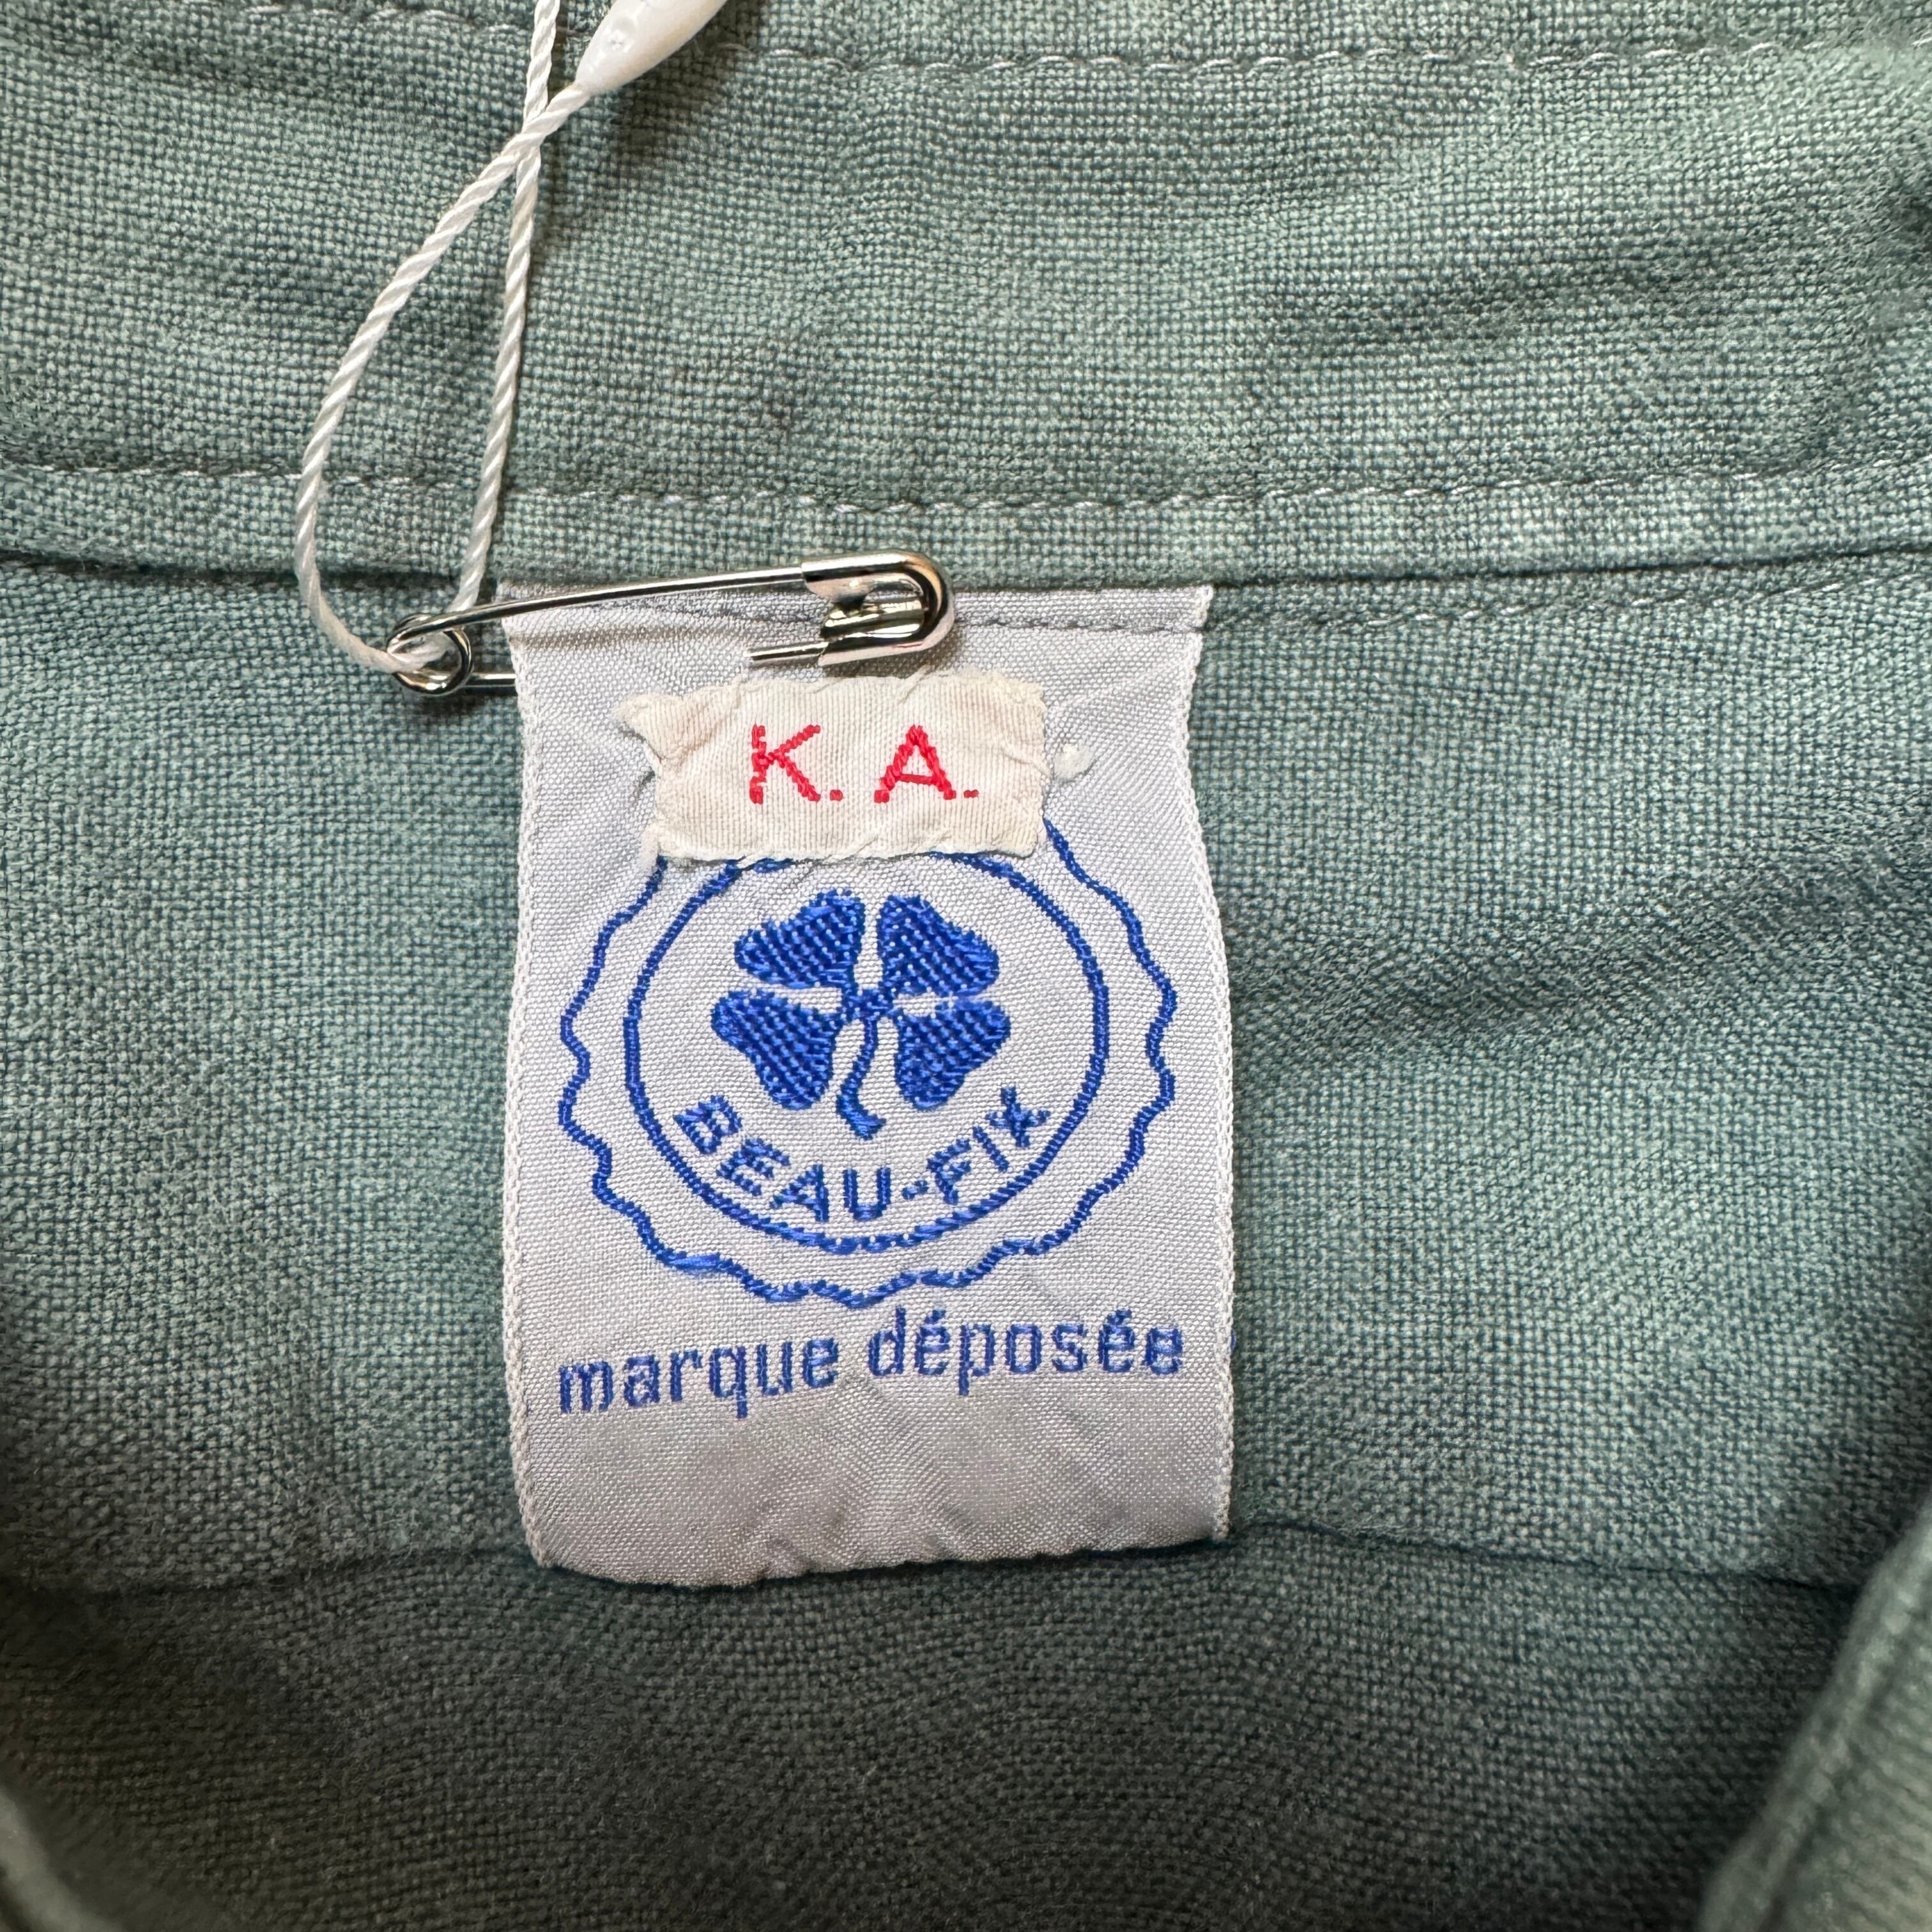 K. A.
BEAU-FIX
marque déposée